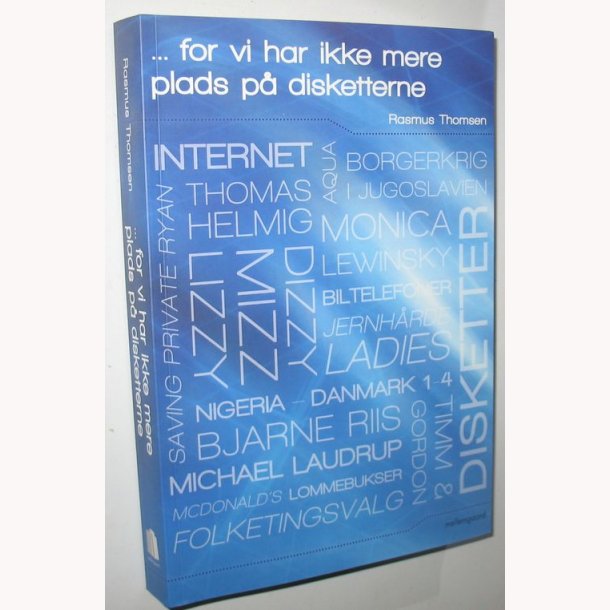 ... for vi har ikke mere
plads på disketterne
Rasmus Thomsen
INTERNET
AQUA
BORGERKRIG
I JUGOSLAVIEN
THOMAS
HELMIG
MONICA
LEWINSKY
SAVING PRIVATE RYAN
DIZZY
MIZZ
LIZZY
BILTELEFONER
JERNHÅRDE
LADIES
DISKETTER
NIGERIA – DANMARK 1-4
BJARNE RIIS
TIMM &
GORDON
MICHAEL LAUDRUP
MCDONALD'S LOMMEBUKSER
FOLKETINGSVALG
mellemgaard
Rasmus Thomsen
... for vi har ikke mere
plads på disketterne